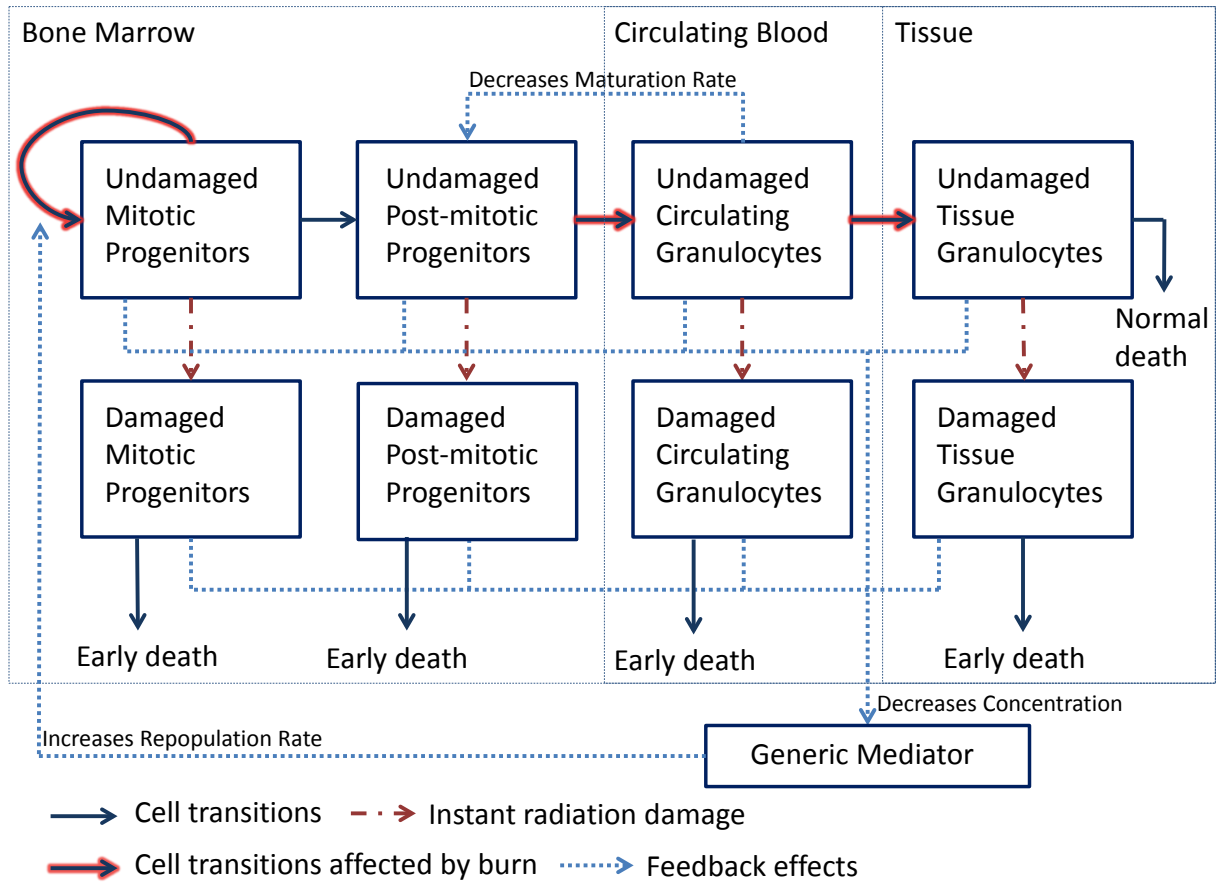 Bone Marrow
Circulating Blood
Tissue
Decreases Maturation Rate
Undamaged
Mitotic
Progenitors
Undamaged
Post-mitotic
Progenitors
Undamaged
Circulating
Granulocytes
Undamaged
Tissue
Granulocytes
Normal
death
Damaged
Mitotic
Progenitors
Damaged
Post-mitotic
Progenitors
Damaged
Circulating
Granulocytes
Damaged
Tissue
Granulocytes
Early death
Early death
Early death
Early death
Decreases Concentration
Increases Repopulation Rate
Generic Mediator
Cell transitions
Instant radiation damage
Cell transitions affected by burn
Feedback effects